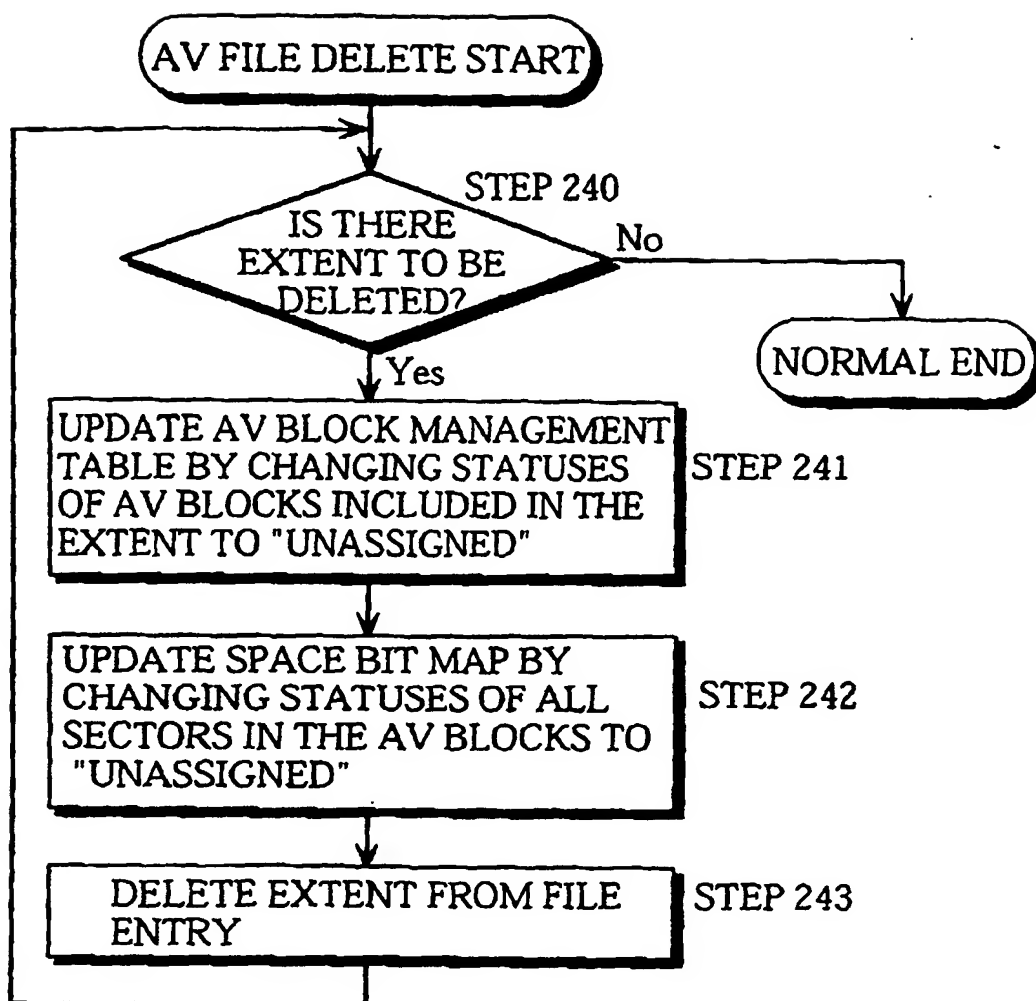 AV FILE DELETE START
STEP 240
IS THERE
EXTENT TO BE
DELETED?
No
NORMAL END
Yes
UPDATE AV BLOCK MANAGEMENT
TABLE BY CHANGING STATUSES
OF AV BLOCKS INCLUDED IN THE
EXTENT TO "UNASSIGNED"
STEP 241
UPDATE SPACE BIT MAP BY
CHANGING STATUSES OF ALL
SECTORS IN THE AV BLOCKS TO
"UNASSIGNED"
STEP 242
DELETE EXTENT FROM FILE
ENTRY
STEP 243